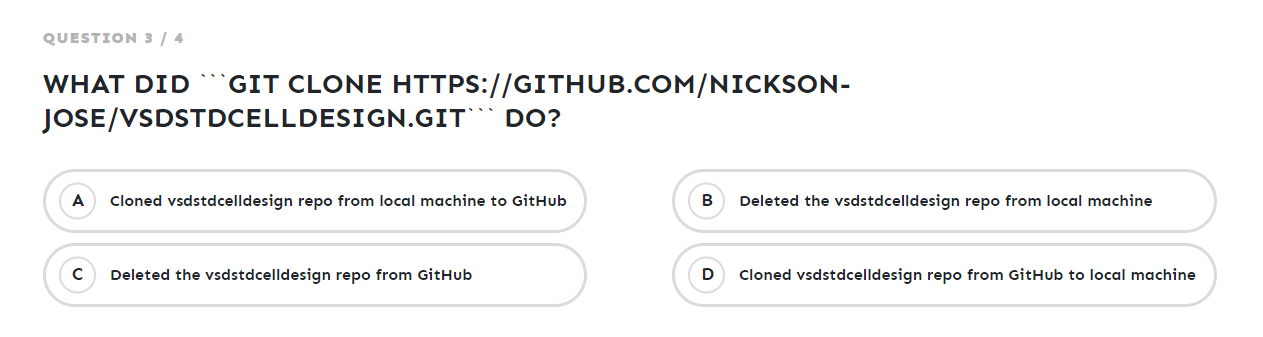 QUESTION 3 / 4
WHAT DID ```GIT CLONE HTTPS://GITHUB.COM/NICKSON-
JOSE/VSDSTDCELLDESIGN.GIT``` DO?
A Cloned vsdstdcelldesign repo from local machine to GitHub
B Deleted the vsdstdcelldesign repo from local machine
C Deleted the vsdstdcelldesign repo from GitHub
D Cloned vsdstdcelldesign repo from GitHub to local machine